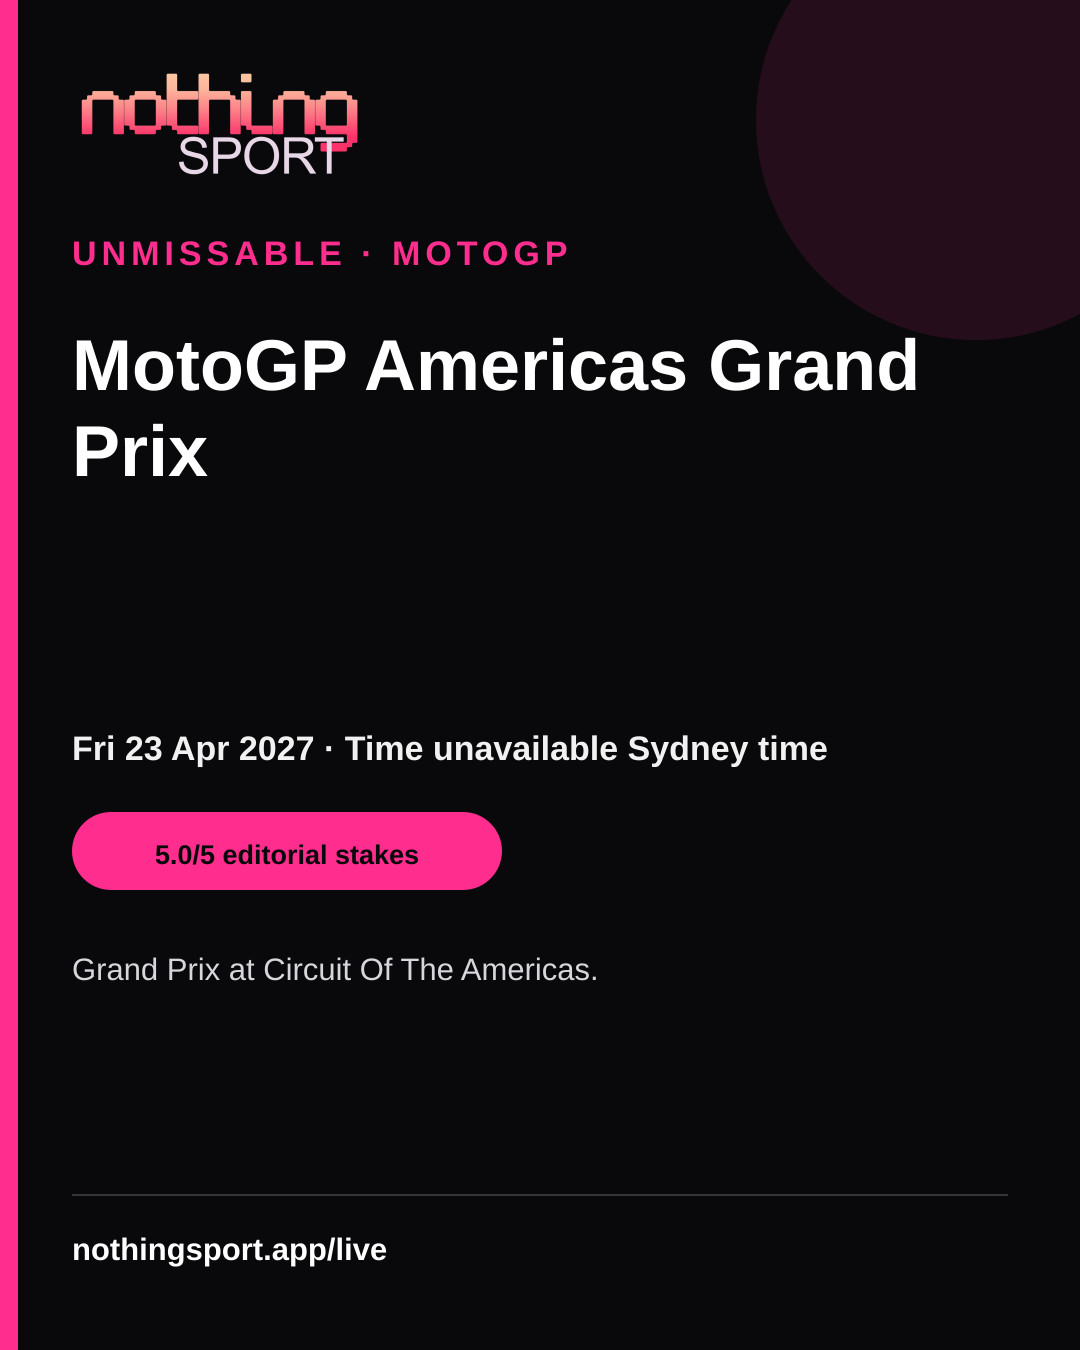 nothing
SPORT
UNMISSABLE · MOTOGP
MotoGP Americas Grand
Prix
Fri 23 Apr 2027 · Time unavailable Sydney time
5.0/5 editorial stakes
Grand Prix at Circuit Of The Americas.
nothingsport.app/live